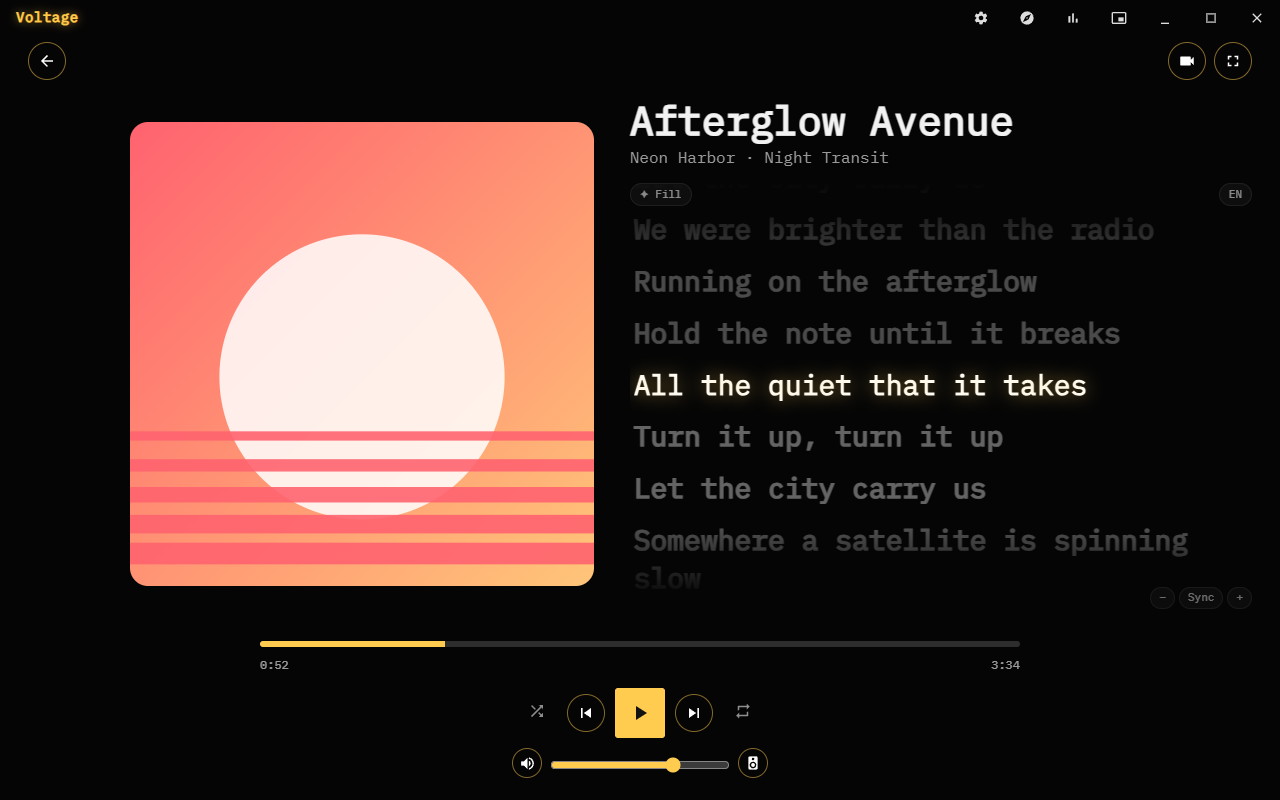 Voltage
Afterglow Avenue
Neon Harbor · Night Transit
✦ Fill
EN
We were brighter than the radio
Running on the afterglow
Hold the note until it breaks
All the quiet that it takes
Turn it up, turn it up
Let the city carry us
Somewhere a satellite is spinning
slow
− Sync +
0:52
3:34